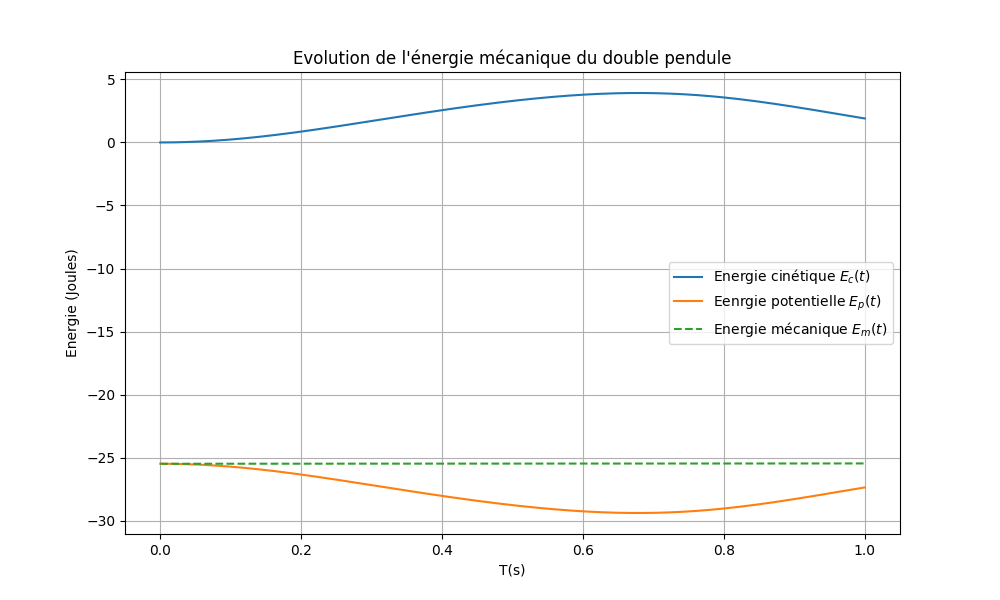 Evolution de l'énergie mécanique du double pendule
5
0
−5
−10
−15
−20
−25
−30
Energie (Joules)
Energie cinétique $E_c(t)$
Eenrgie potentielle $E_p(t)$
Energie mécanique $E_m(t)$
0.0 0.2 0.4 0.6 0.8 1.0
T(s)